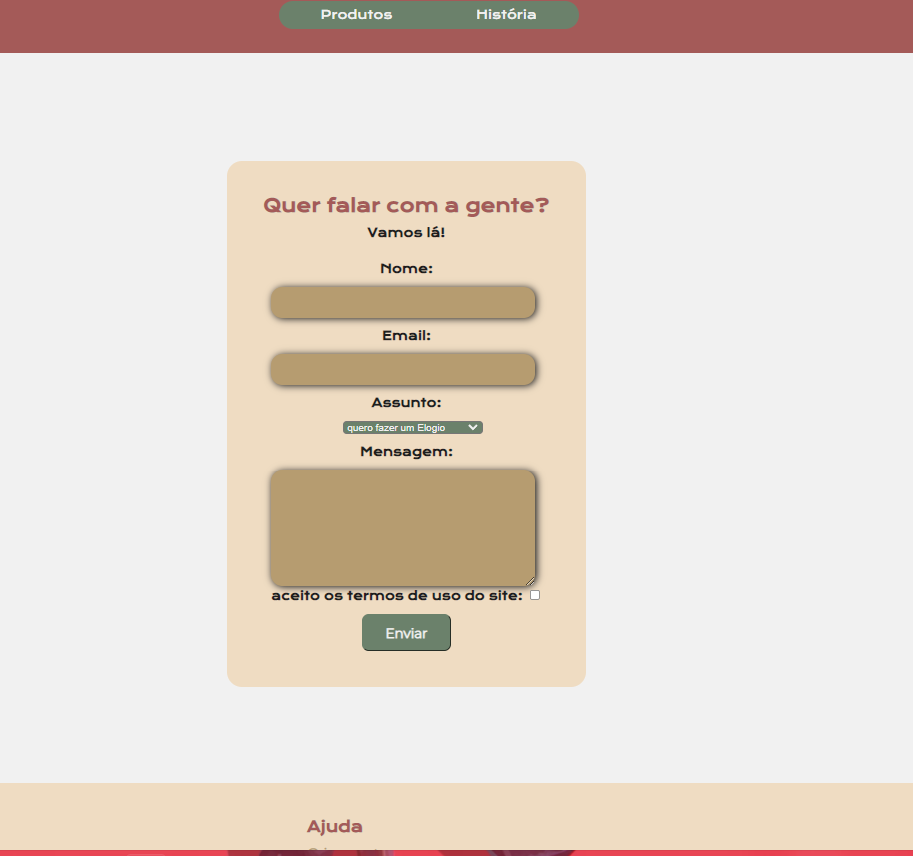 Produtos História
Quer falar com a gente?
Vamos lá!
Nome:
Email:
Assunto:
quero fazer um Elogio
Mensagem:
aceito os termos de uso do site:
Enviar
Ajuda